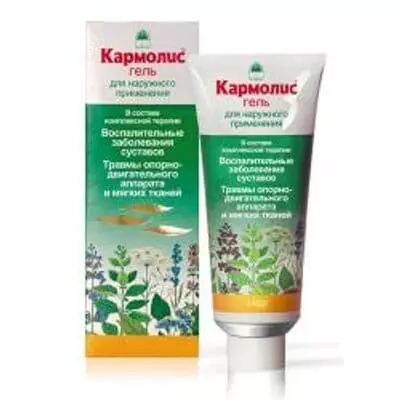 Кармолис®
гель
для наружного
применения
В составе
комплексной терапии
Воспалительные
заболевания
суставов
Травмы опорно-
двигательного
аппарата
и мягких тканей
Кармолис®
гель
для наружного
применения
В составе
комплексной терапии
Воспалительные
заболевания
суставов
Травмы опорно-
двигательного
аппарата
и мягких тканей